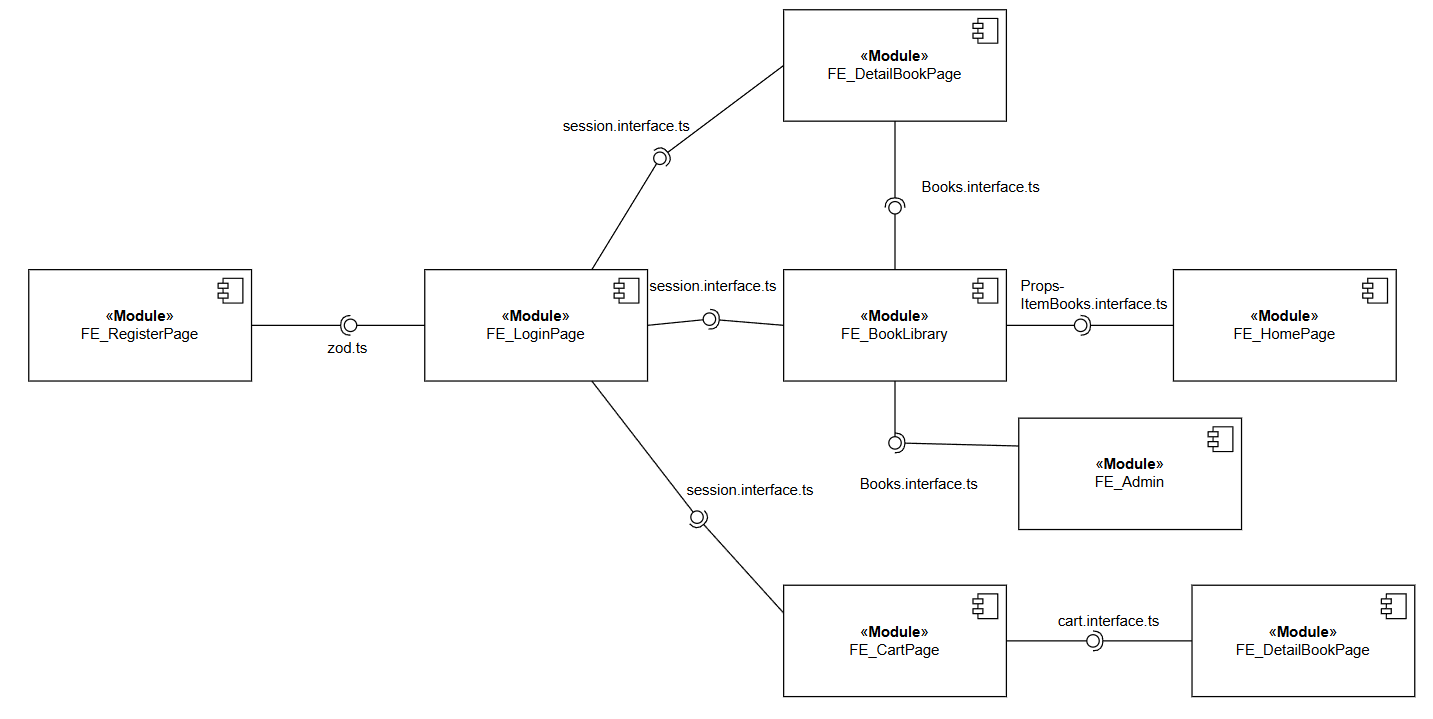 «Module»
FE_DetailBookPage
session.interface.ts
Books.interface.ts
«Module»
FE_RegisterPage
zod.ts
«Module»
FE_LoginPage
session.interface.ts
«Module»
FE_BookLibrary
Props-
ItemBooks.interface.ts
«Module»
FE_HomePage
Books.interface.ts
«Module»
FE_Admin
session.interface.ts
«Module»
FE_CartPage
cart.interface.ts
«Module»
FE_DetailBookPage